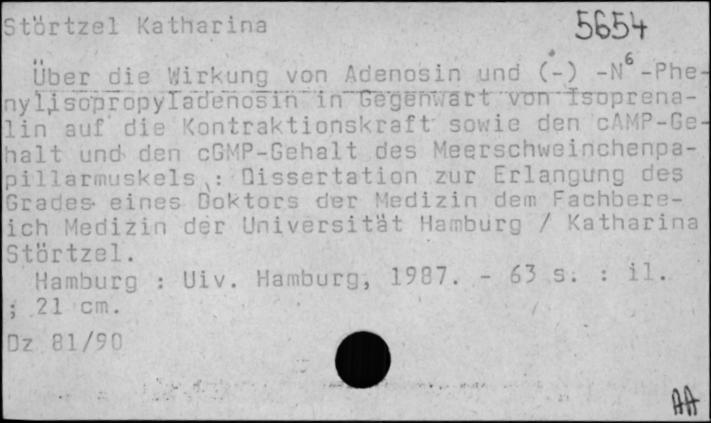 Störtzel Katharina 5654
Über die Wirkung von Adenosin und (-) -N⁶-Phe-
nylisopropyladenosin in Gegenwart von Isoprena-
lin auf die Kontraktionskraft sowie den cAMP-Ge-
halt und den cGMP-Gehalt des Meerschweinchenpa-
pillarmuskels : Dissertation zur Erlangung des
Grades eines Doktors der Medizin dem Fachbere-
ich Medizin der Universität Hamburg / Katharina
Störtzel.
Hamburg : Uiv. Hamburg, 1987. - 63 s. : il.
; 21 cm.
Dz 81/90
AA